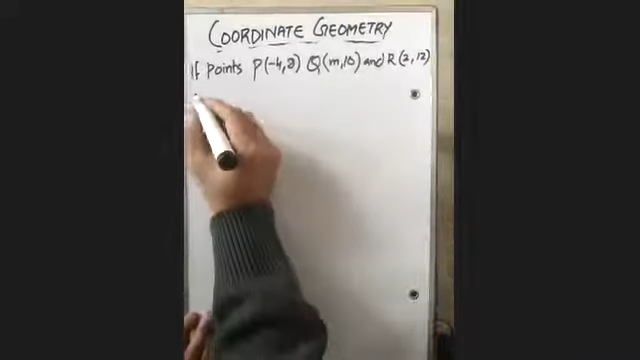 COORDINATE GEOMETRY
If Points P(-4,8) Q(m,10) and R(2,12)